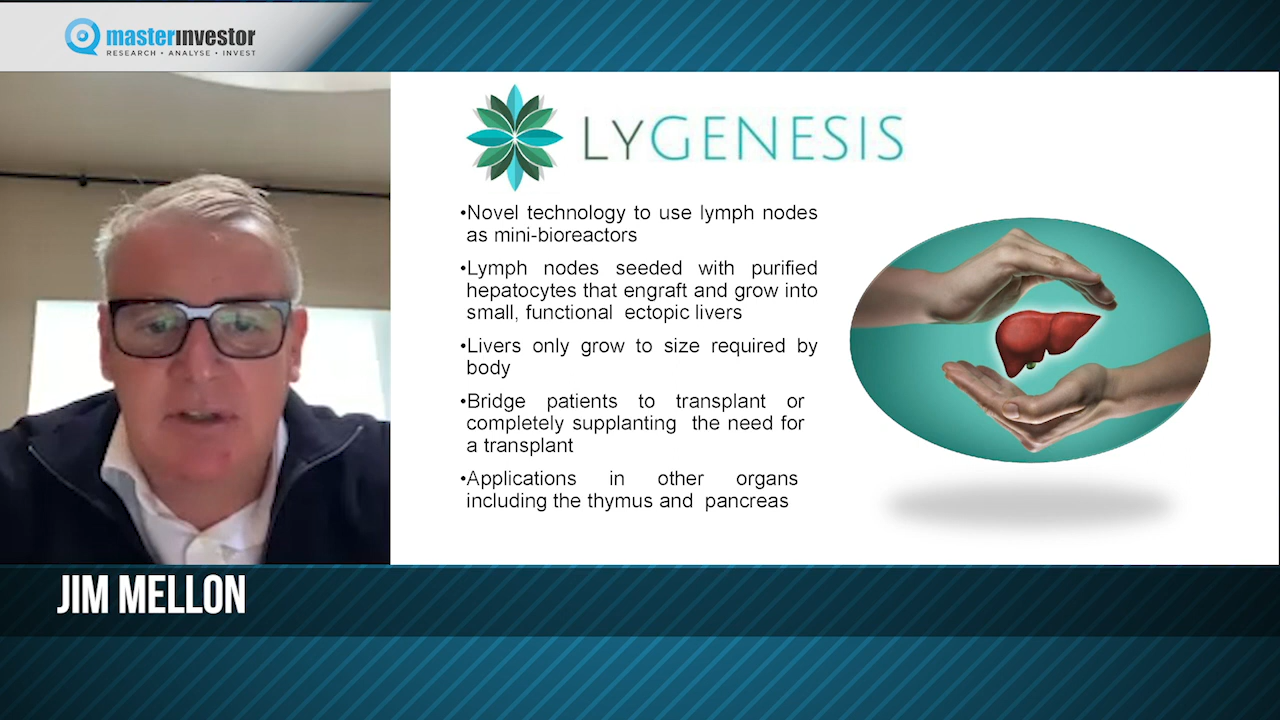 masterinvestor
RESEARCH • ANALYSE • INVEST
LYGENESIS
•Novel technology to use lymph nodes
as mini-bioreactors
•Lymph nodes seeded with purified
hepatocytes that engraft and grow into
small, functional ectopic livers
•Livers only grow to size required by
body
•Bridge patients to transplant or
completely supplanting the need for
a transplant
•Applications in other organs
including the thymus and pancreas
JIM MELLON